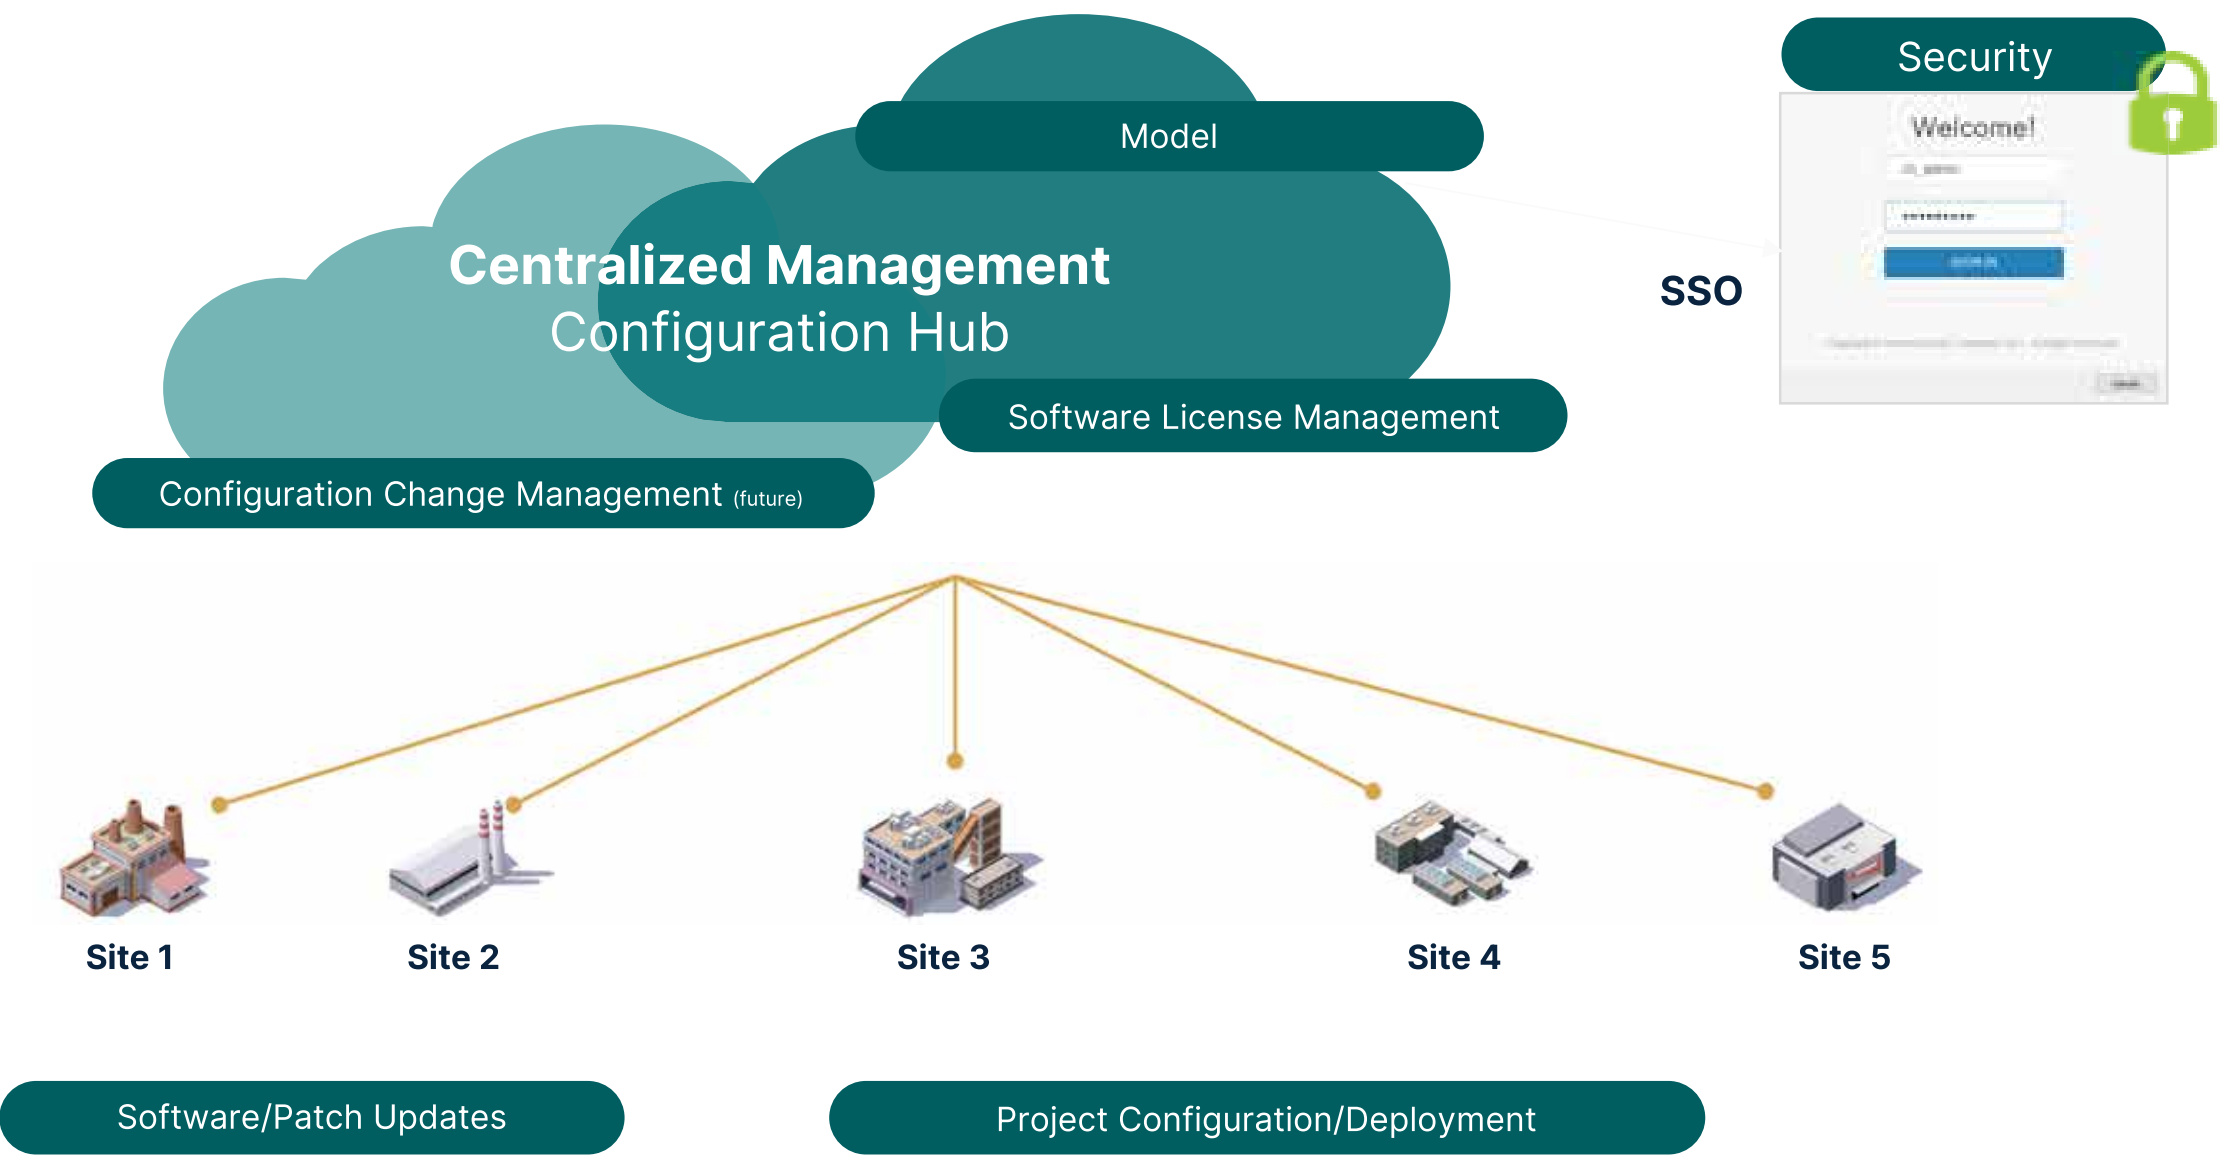 Security
Model
Welcome!
Centralized Management
Configuration Hub
SSO
Software License Management
Configuration Change Management (future)
Site 1
Site 2
Site 3
Site 4
Site 5
Software/Patch Updates
Project Configuration/Deployment